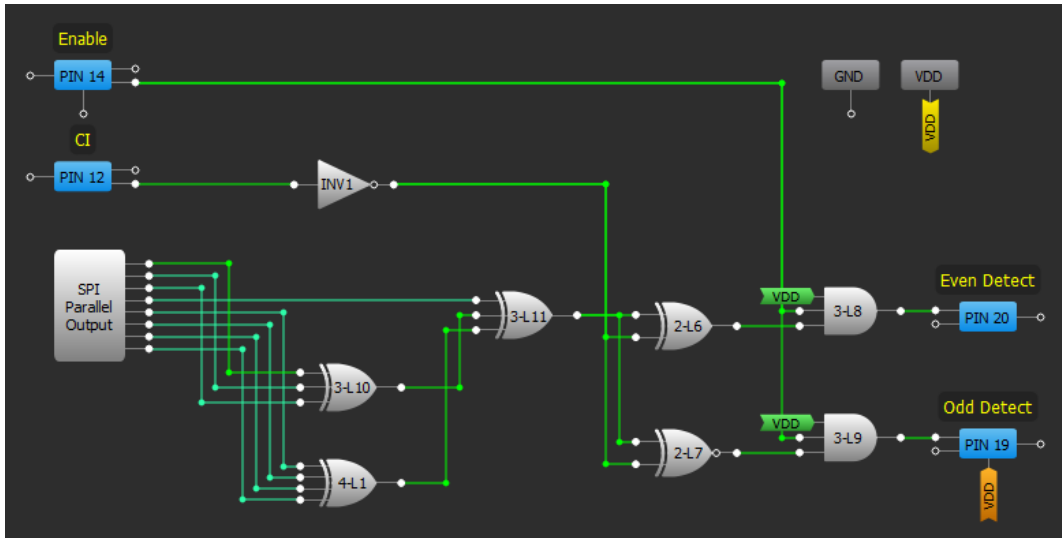 Enable
PIN 14
GND
VDD
VDD
CI
PIN 12
INV1
SPI
Parallel
Output
3-L11
2-L6
VDD
3-L8
Even Detect
PIN 20
3-L10
4-L1
2-L7
VDD
3-L9
Odd Detect
PIN 19
VDD